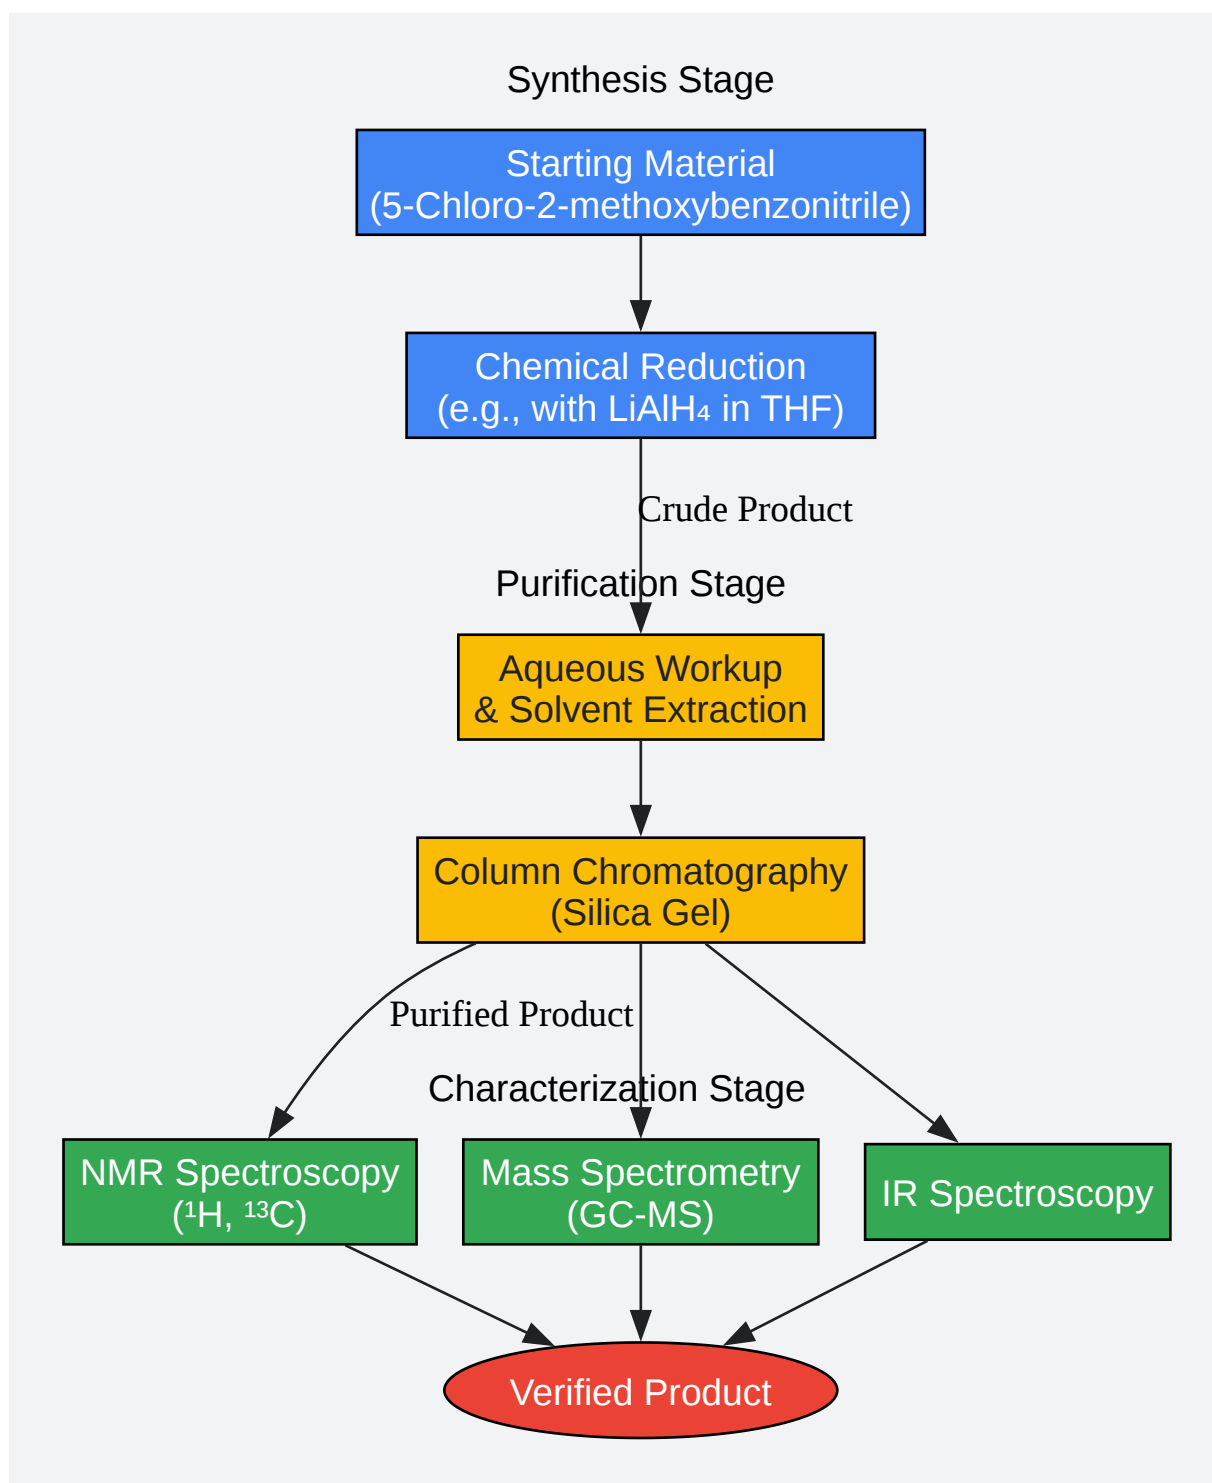 Synthesis Stage
Starting Material
(5-Chloro-2-methoxybenzonitrile)
Chemical Reduction
(e.g., with LiAlH₄ in THF)
Crude Product
Purification Stage
Aqueous Workup
& Solvent Extraction
Column Chromatography
(Silica Gel)
Purified Product
Characterization Stage
NMR Spectroscopy
(¹H, ¹³C)
Mass Spectrometry
(GC-MS)
IR Spectroscopy
Verified Product